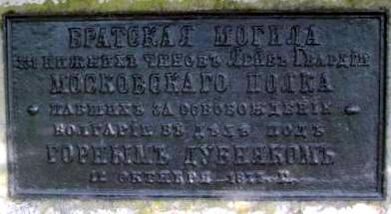 БРАТСКАЯ МОГИЛА
НИЖНИХЪ ЧИНОВЪ ЛЕЙБЪ ГВАРДІИ
МОСКОВСКАГО ПОЛКА
ПАВШИХЪ ЗА ОСВОБОЖДЕНІЕ
БОЛГАРІИ ВЪ ПОДЪ
ГОРНЫМЪ ДУБНЯКОМЪ
12 ОКТЯБРЯ 1877 Г.